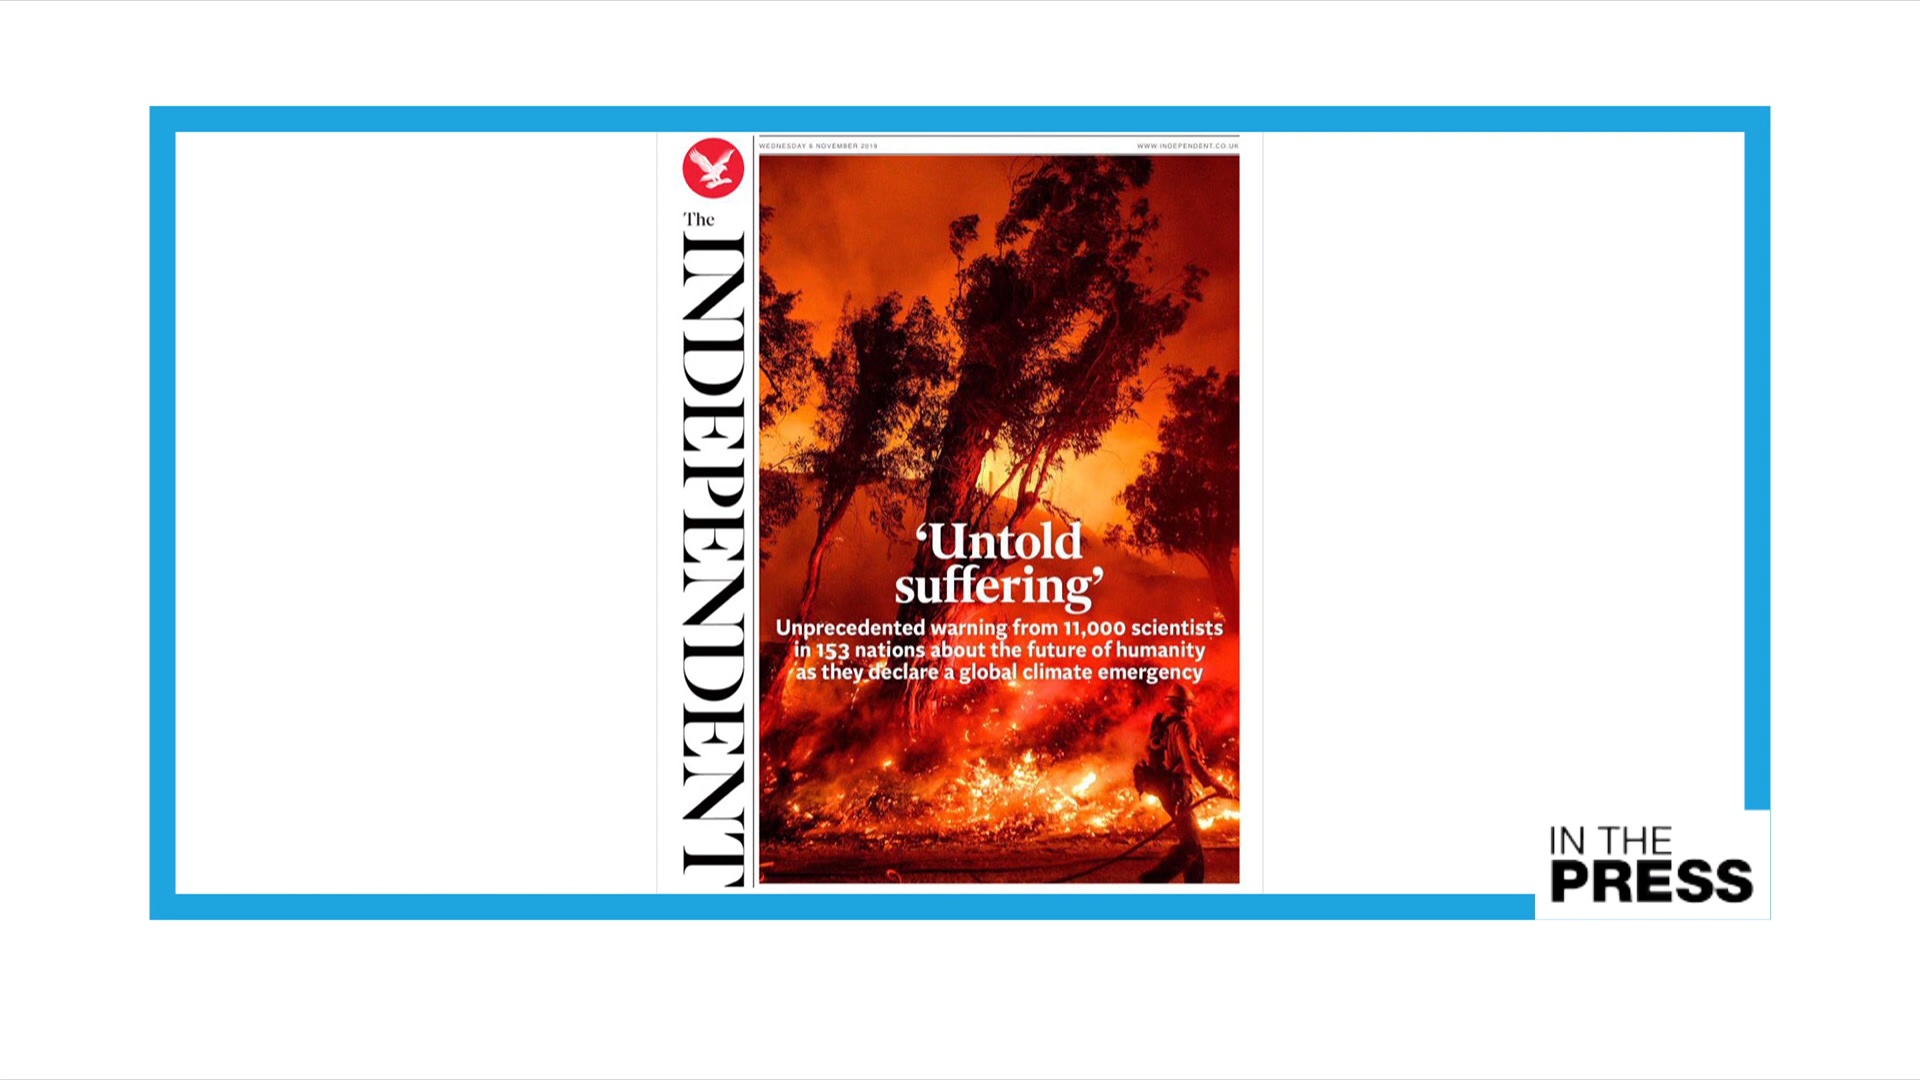 WEDNESDAY 6 NOVEMBER 2019
WWW.INDEPENDENT.CO.UK
The
INDEPENDENT
‘Untold
suffering’
Unprecedented warning from 11,000 scientists
in 153 nations about the future of humanity
as they declare a global climate emergency
IN THE
PRESS